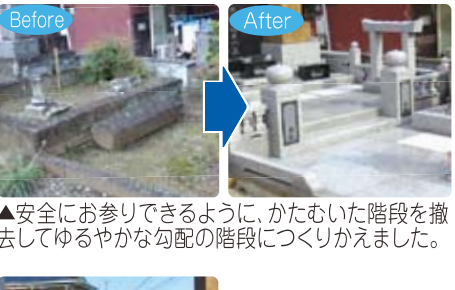 Before
After
▲安全にお参りできるように、かたむいた階段を撤
去してゆるやかな勾配の階段につくりかえました。